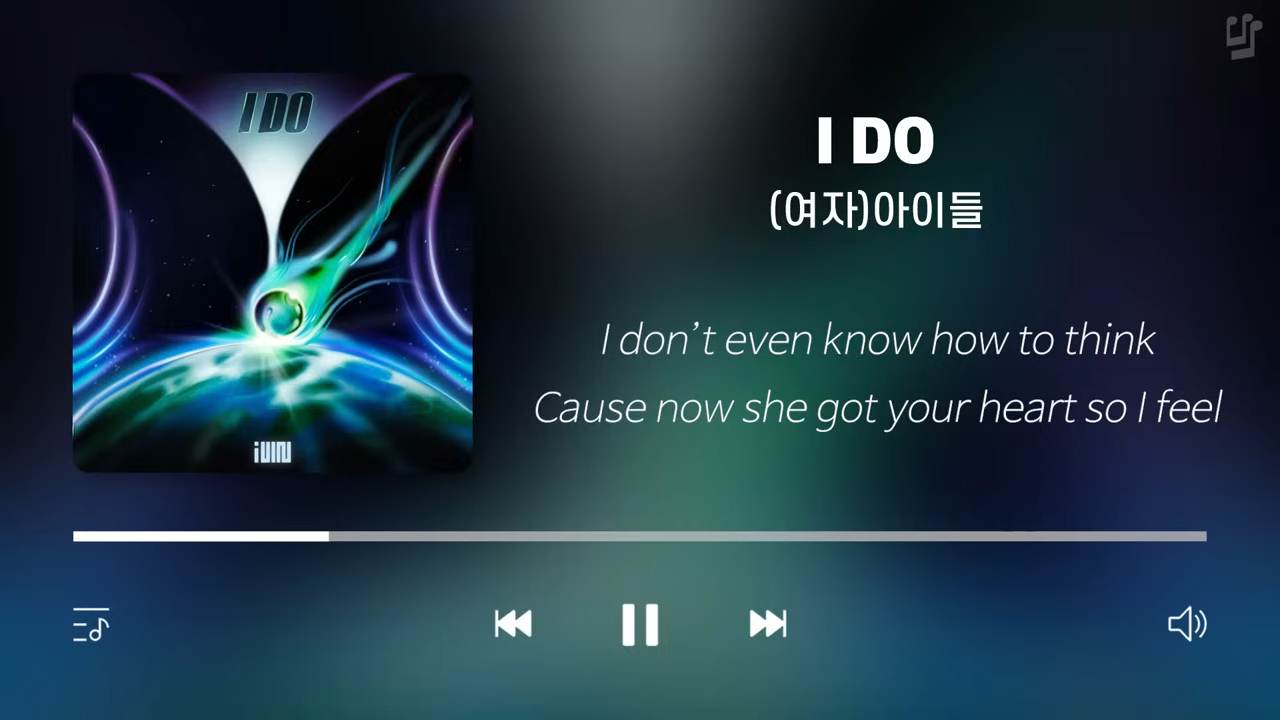 I DO
I DO
(여자)아이들
I don't even know how to think
Cause now she got your heart so I feel